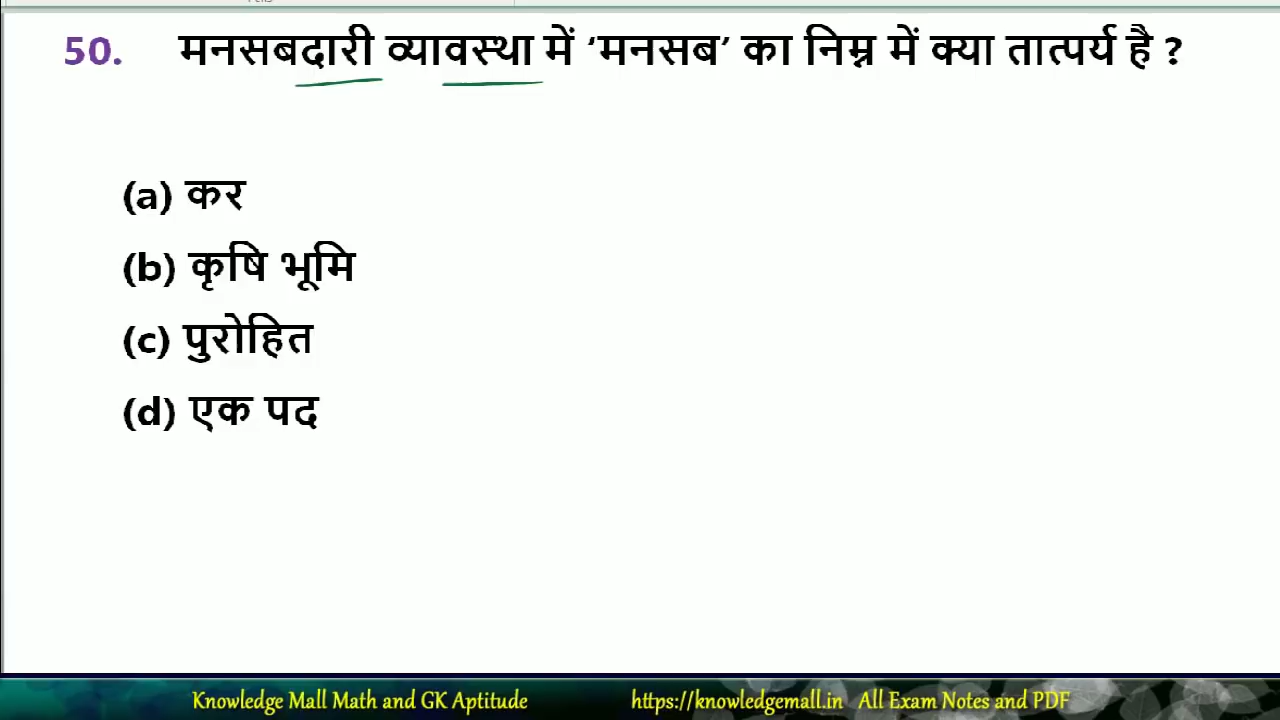 50. मनसबदारी व्यावस्था में ‘मनसब’ का निम्न में क्या तात्पर्य है ?
(a) कर
(b) कृषि भूमि
(c) पुरोहित
(d) एक पद
Knowledge Mall Math and GK Aptitude https://knowledgemall.in All Exam Notes and PDF